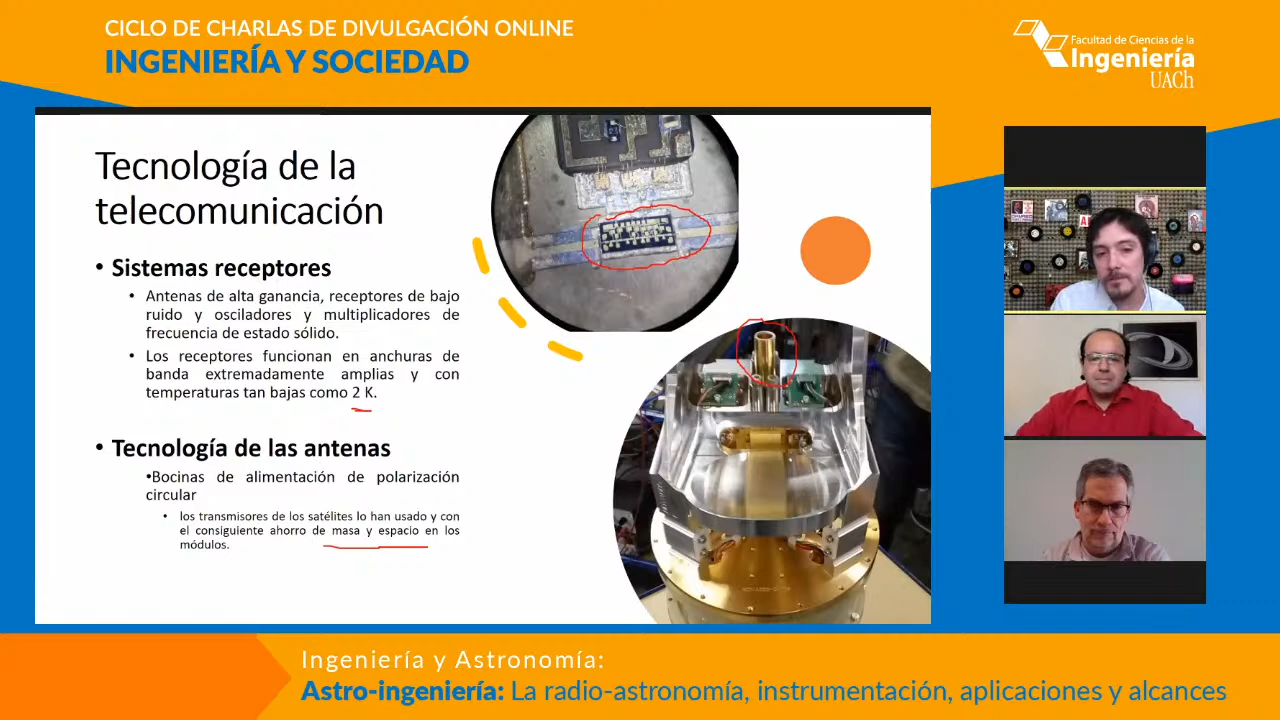 CICLO DE CHARLAS DE DIVULGACIÓN ONLINE
INGENIERÍA Y SOCIEDAD
Facultad de Ciencias de la
Ingeniería
UACh
Tecnología de la
telecomunicación
• Sistemas receptores
• Antenas de alta ganancia, receptores de bajo
ruido y osciladores y multiplicadores de
frecuencia de estado sólido.
• Los receptores funcionan en anchuras de
banda extremadamente amplias y con
temperaturas tan bajas como 2 K.
• Tecnología de las antenas
•Bocinas de alimentación de polarización
circular
• los transmisores de los satélites lo han usado y con
el consiguiente ahorro de masa y espacio en los
módulos.
Ingeniería y Astronomía:
Astro-ingeniería: La radio-astronomía, instrumentación, aplicaciones y alcances